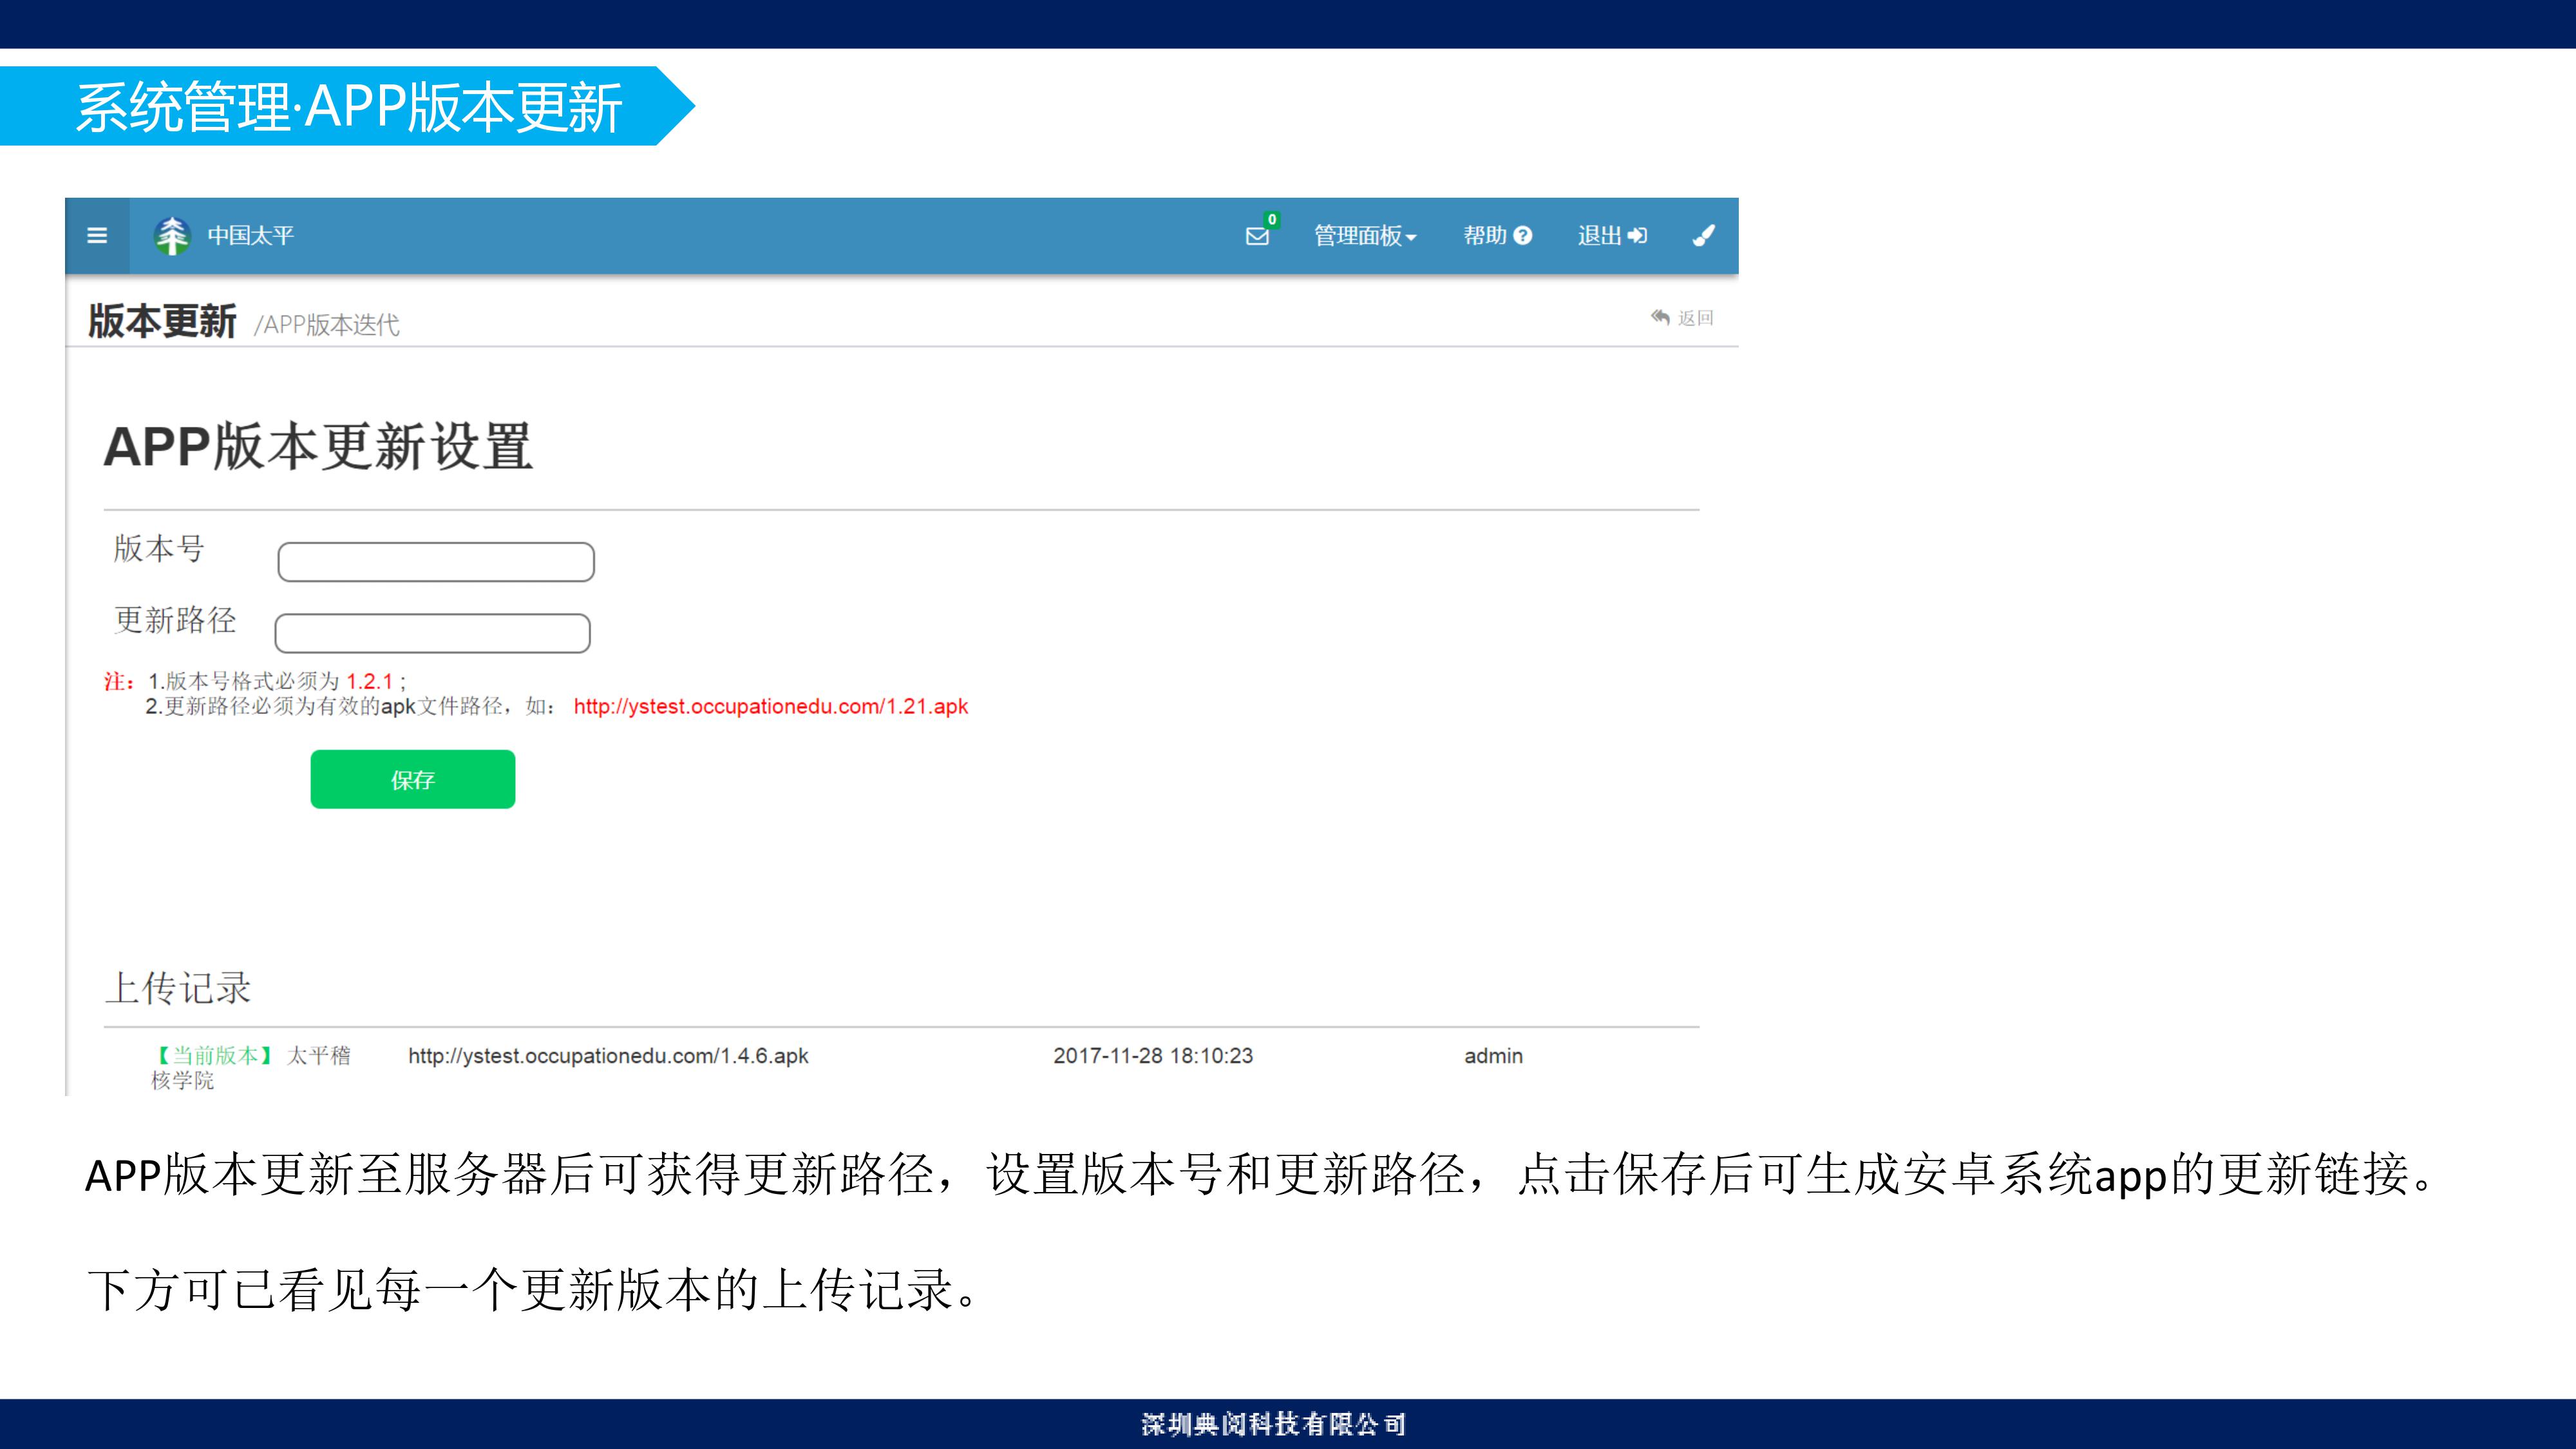 系统管理·APP版本更新
中国太平
0
管理面板
帮助
退出
版本更新 /APP版本迭代
返回
APP版本更新设置
版本号
更新路径
注：1.版本号格式必须为 1.2.1 ;
2.更新路径必须为有效的apk文件路径，如： http://ystest.occupationedu.com/1.21.apk
保存
上传记录
【当前版本】 太平稽 http://ystest.occupationedu.com/1.4.6.apk 2017-11-28 18:10:23 admin
核学院
APP版本更新至服务器后可获得更新路径，设置版本号和更新路径，点击保存后可生成安卓系统app的更新链接。
下方可已看见每一个更新版本的上传记录。
深圳典阅科技有限公司